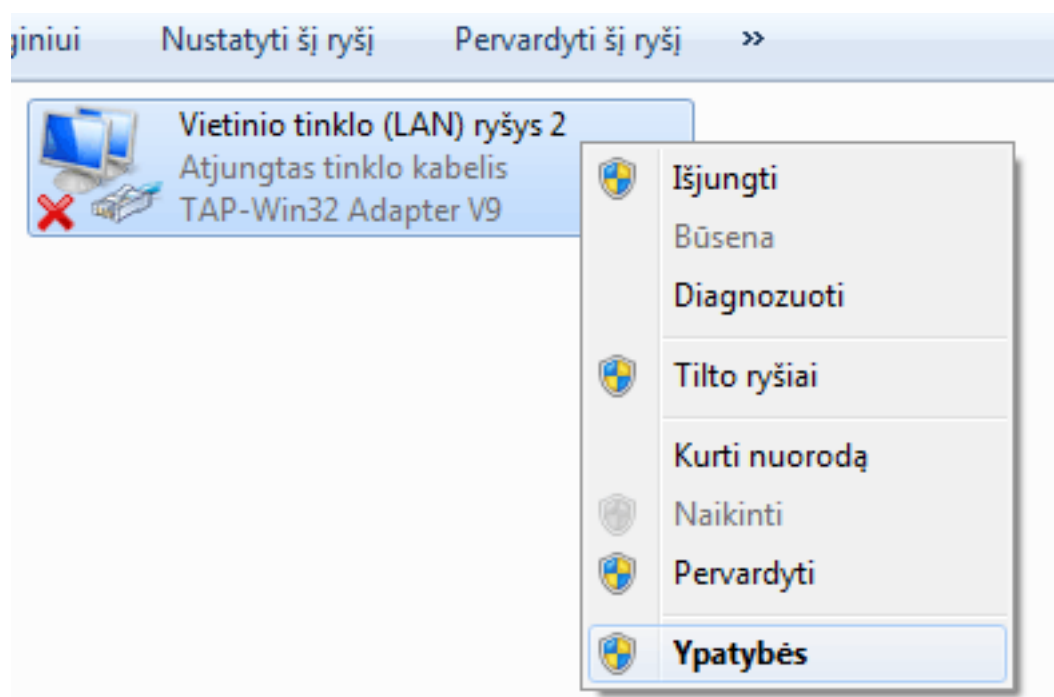 Nustatyti šį ryšį Pervardyti šį ryšį »
Vietinio tinklo (LAN) ryšys 2
Atjungtas tinklo kabelis
TAP-Win32 Adapter V9
Išjungti
Būsena
Diagnozuoti
Tilto ryšiai
Kurti nuorodą
Naikinti
Pervardyti
Ypatybės